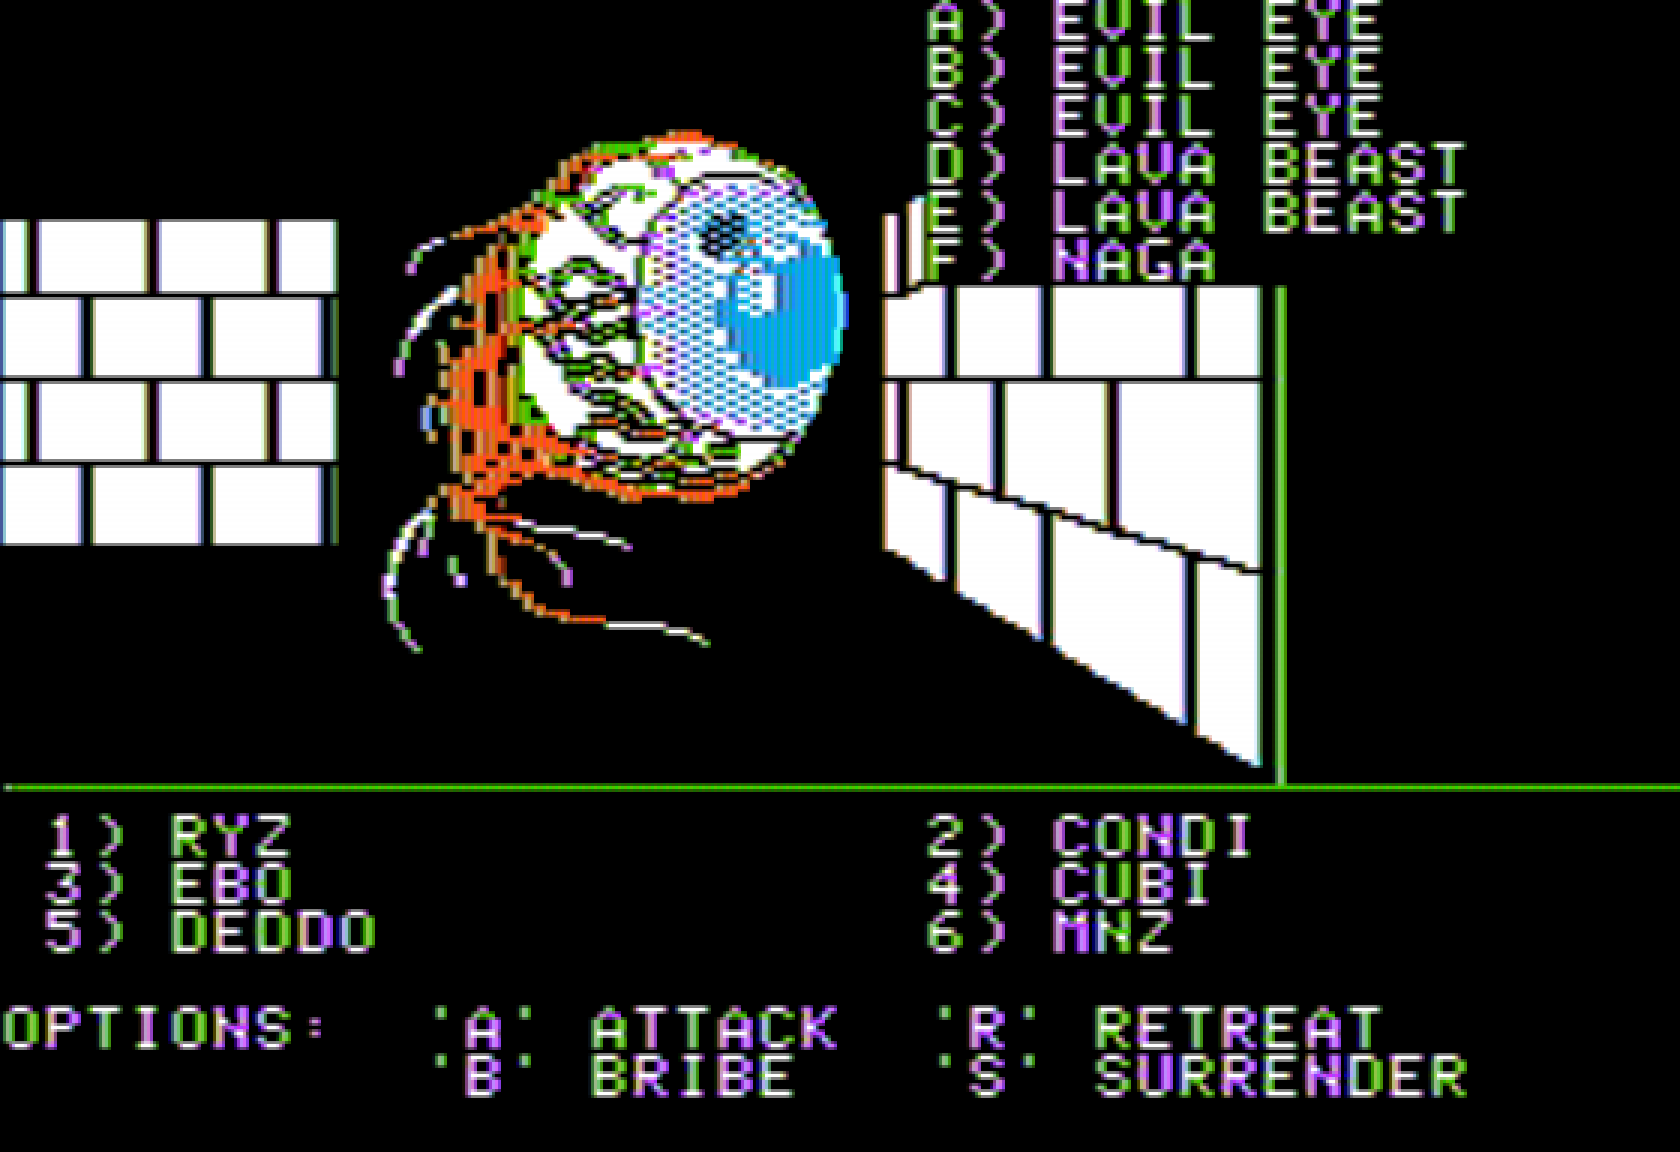 A) EVIL EYE
B) EVIL EYE
C) EVIL EYE
D) LAVA BEAST
E) LAVA BEAST
F) NAGA
1) RYZ 2) CONDI
3) EBO 4) CUBI
5) DEDDO 6) MNZ
OPTIONS: 'A' ATTACK 'R' RETREAT
'B' BRIBE 'S' SURRENDER